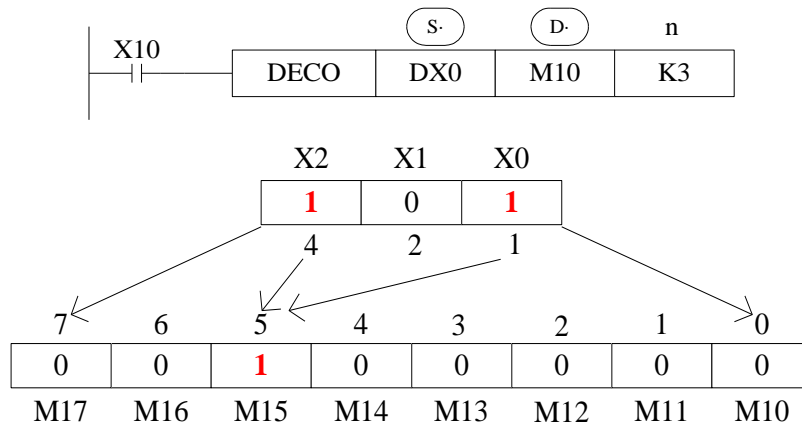 S· D· n
X10
DECO DX0 M10 K3
X2 X1 X0
1 0 1
4 2 1
7 6 5 4 3 2 1 0
0 0 1 0 0 0 0 0
M17 M16 M15 M14 M13 M12 M11 M10